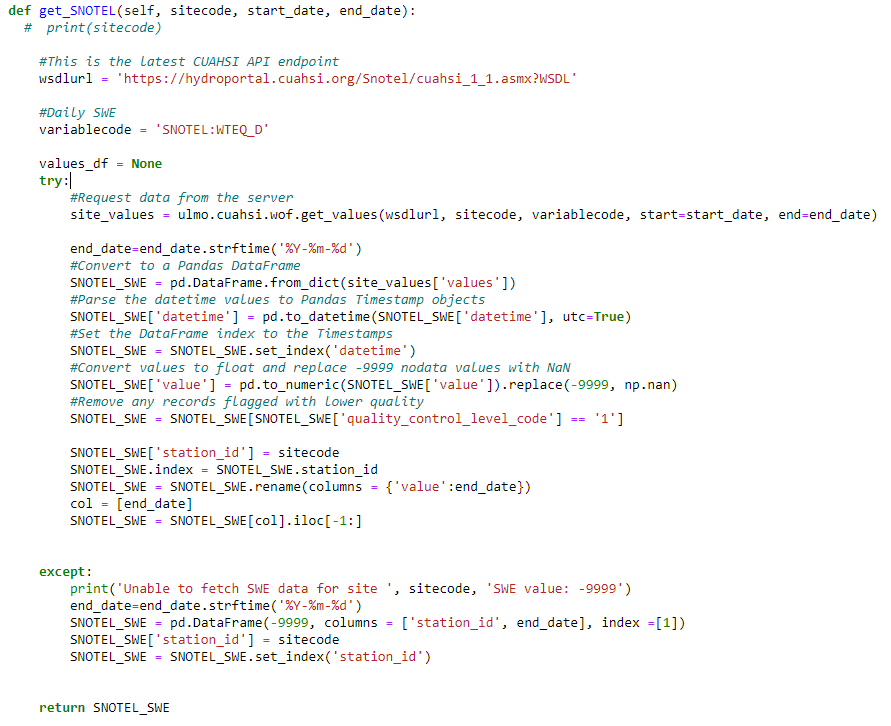 def get_SNOTEL(self, sitecode, start_date, end_date):
  #  print(sitecode)

    #This is the latest CUAHSI API endpoint
    wsdlurl = 'https://hydroportal.cuahsi.org/Snotel/cuahsi_1_1.asmx?WSDL'

    #Daily SWE
    variablecode = 'SNOTEL:WTEQ_D'

    values_df = None
    try:
        #Request data from the server
        site_values = ulmo.cuahsi.wof.get_values(wsdlurl, sitecode, variablecode, start=start_date, end=end_date)

        end_date=end_date.strftime('%Y-%m-%d')
        #Convert to a Pandas DataFrame
        SNOTEL_SWE = pd.DataFrame.from_dict(site_values['values'])
        #Parse the datetime values to Pandas Timestamp objects
        SNOTEL_SWE['datetime'] = pd.to_datetime(SNOTEL_SWE['datetime'], utc=True)
        #Set the DataFrame index to the Timestamps
        SNOTEL_SWE = SNOTEL_SWE.set_index('datetime')
        #Convert values to float and replace -9999 nodata values with NaN
        SNOTEL_SWE['value'] = pd.to_numeric(SNOTEL_SWE['value']).replace(-9999, np.nan)
        #Remove any records flagged with lower quality
        SNOTEL_SWE = SNOTEL_SWE[SNOTEL_SWE['quality_control_level_code'] == '1']

        SNOTEL_SWE['station_id'] = sitecode
        SNOTEL_SWE.index = SNOTEL_SWE.station_id
        SNOTEL_SWE = SNOTEL_SWE.rename(columns = {'value':end_date})
        col = [end_date]
        SNOTEL_SWE = SNOTEL_SWE[col].iloc[-1:]


    except:
        print('Unable to fetch SWE data for site ', sitecode, 'SWE value: -9999')
        end_date=end_date.strftime('%Y-%m-%d')
        SNOTEL_SWE = pd.DataFrame(-9999, columns = ['station_id', end_date], index =[1])
        SNOTEL_SWE['station_id'] = sitecode
        SNOTEL_SWE = SNOTEL_SWE.set_index('station_id')


    return SNOTEL_SWE